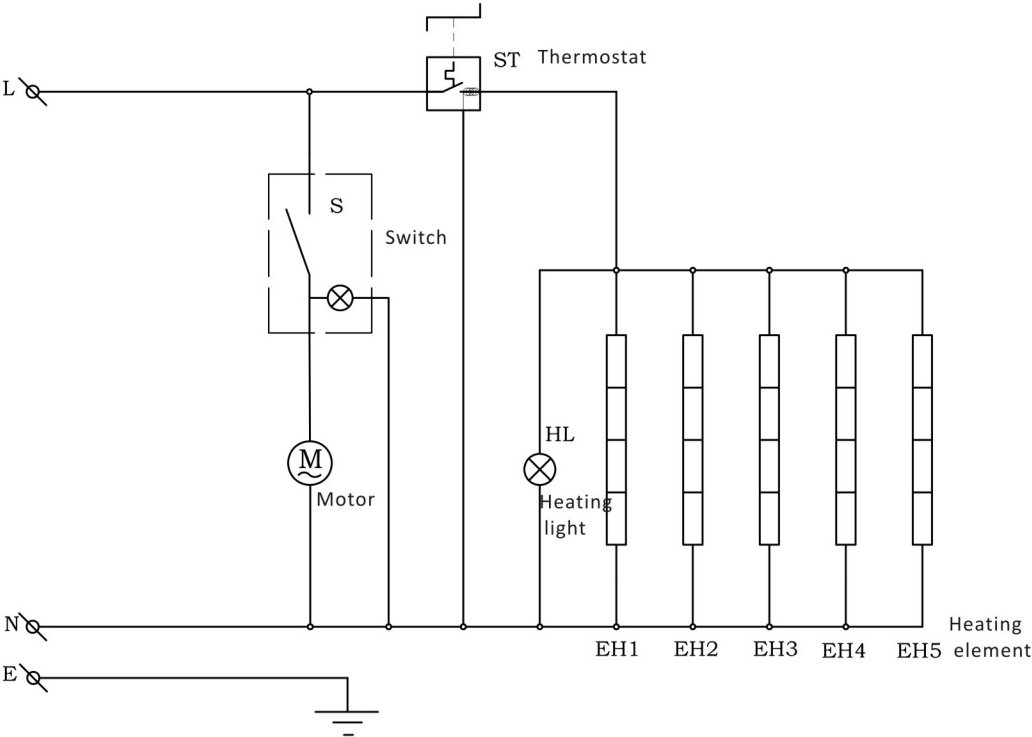 ST Thermostat
L
S
Switch
HL
M
Motor
Heating
light
N
EH1 EH2 EH3 EH4 EH5
Heating
element
E